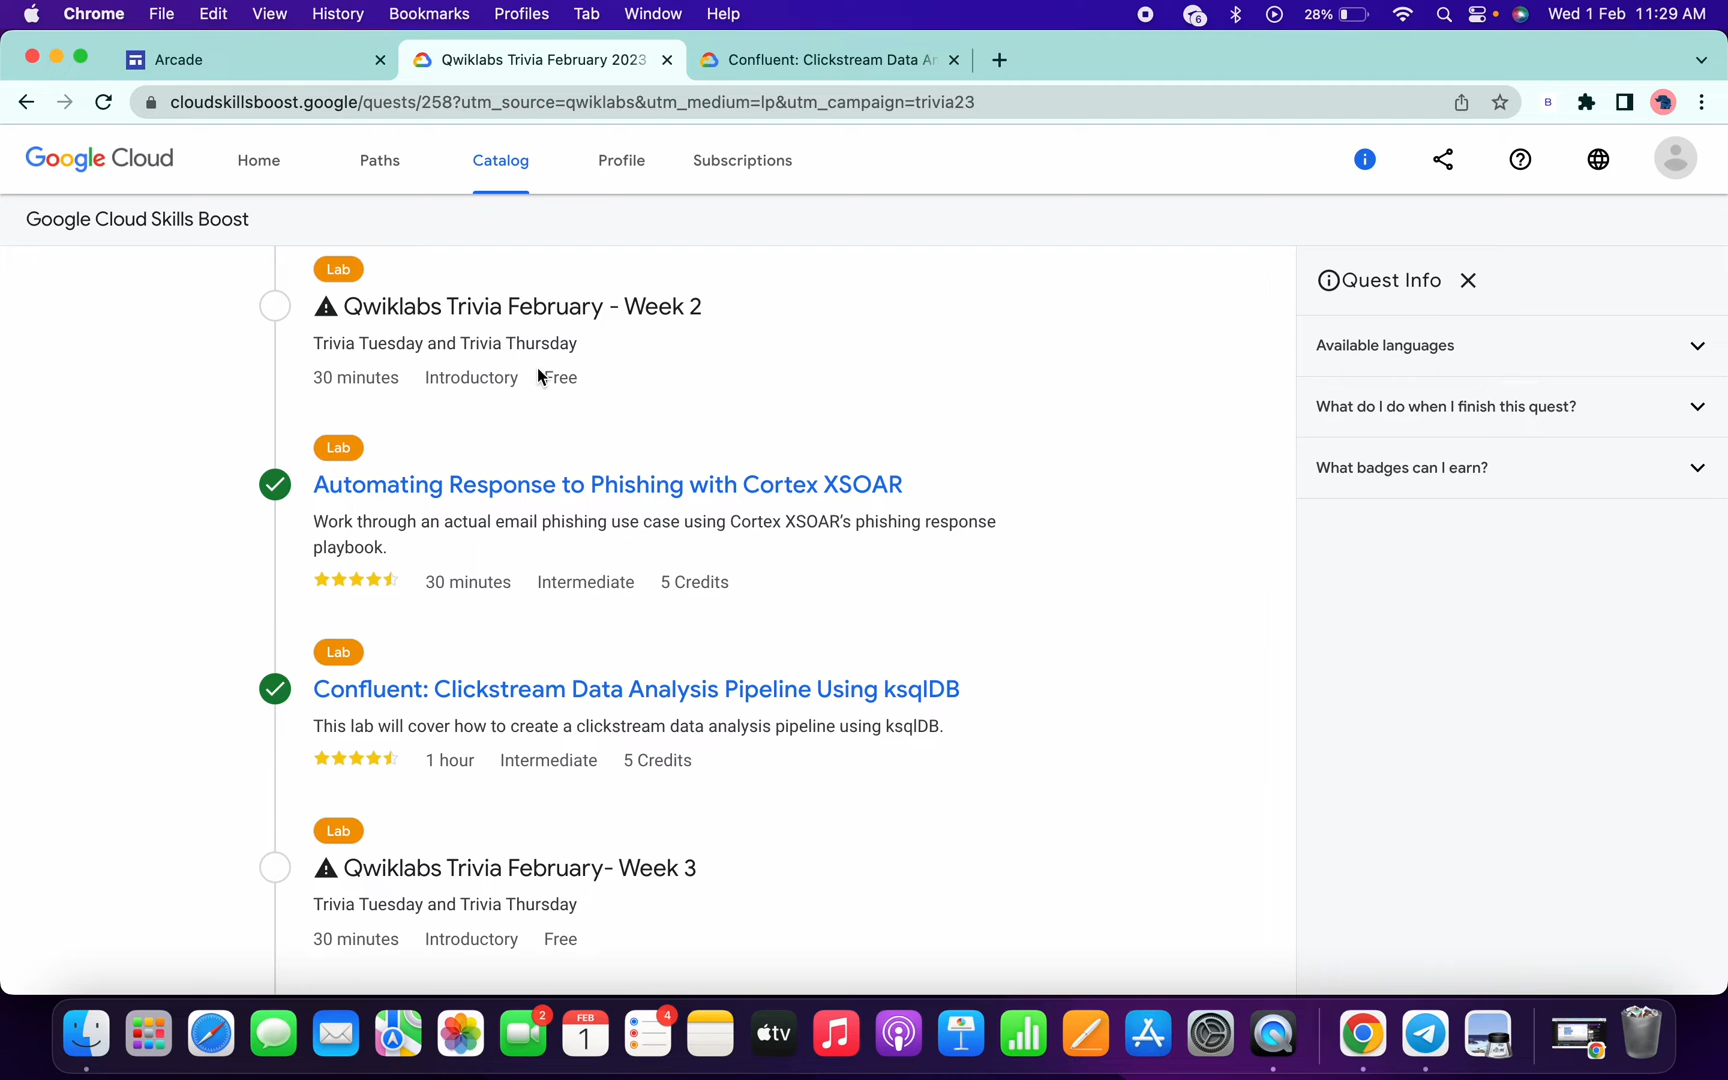 Chrome File Edit View History Bookmarks Profiles Tab Window Help 6 28% Wed 1 Feb 11:29 AM
Arcade Qwiklabs Trivia February 2023 Confluent: Clickstream Data Ar
cloudskillsboost.google/quests/258?utm_source=qwiklabs&utm_medium=lp&utm_campaign=trivia23 B
Google Cloud Home Paths Catalog Profile Subscriptions
Google Cloud Skills Boost
Lab
Qwiklabs Trivia February - Week 2
Trivia Tuesday and Trivia Thursday
30 minutes Introductory Free
Lab
Automating Response to Phishing with Cortex XSOAR
Work through an actual email phishing use case using Cortex XSOAR's phishing response
playbook.
30 minutes Intermediate 5 Credits
Lab
Confluent: Clickstream Data Analysis Pipeline Using ksqlDB
This lab will cover how to create a clickstream data analysis pipeline using ksqlDB.
1 hour Intermediate 5 Credits
Lab
Qwiklabs Trivia February- Week 3
Trivia Tuesday and Trivia Thursday
30 minutes Introductory Free
Quest Info
Available languages
What do I do when I finish this quest?
What badges can I earn?
2 FEB 1 4 tv